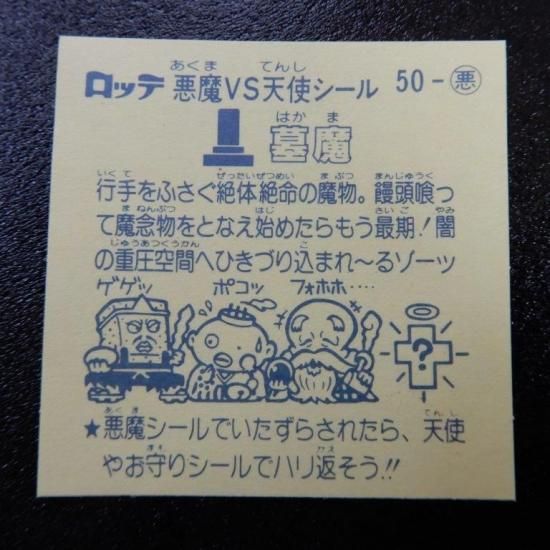 ロッテ 悪魔VS天使シール 50-悪
墓魔
行手をふさぐ絶体絶命の魔物。饅頭喰っ
て魔念物をとなえ始めたらもう最期!闇
の重圧空間へひきづり込まれ〜るゾーッ
ゲゲッ ポコッ フォホホ‥‥
?
★悪魔シールでいたずらされたら、天使
やお守りシールでハリ返そう!!